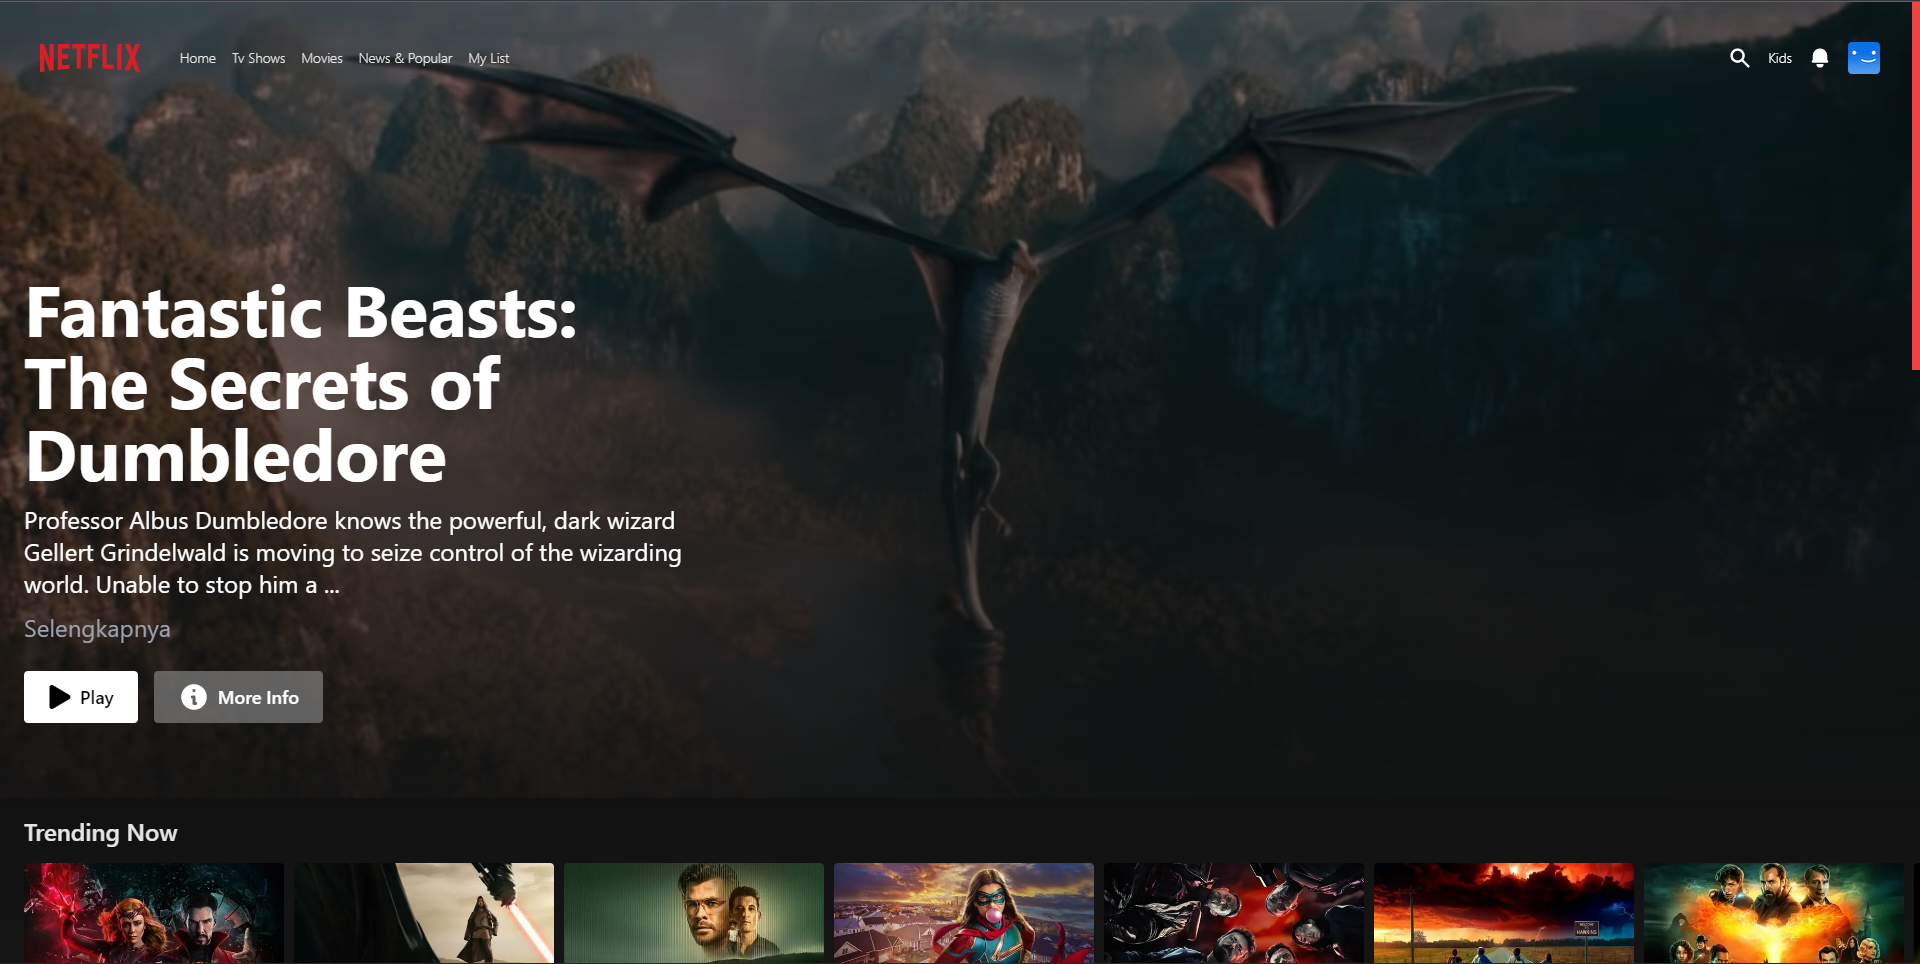 NETFLIX
Home Tv Shows Movies News & Popular My List
Kids
Fantastic Beasts:
The Secrets of
Dumbledore
Professor Albus Dumbledore knows the powerful, dark wizard
Gellert Grindelwald is moving to seize control of the wizarding
world. Unable to stop him a ...
Selengkapnya
Play
More Info
Trending Now
HAWKINS